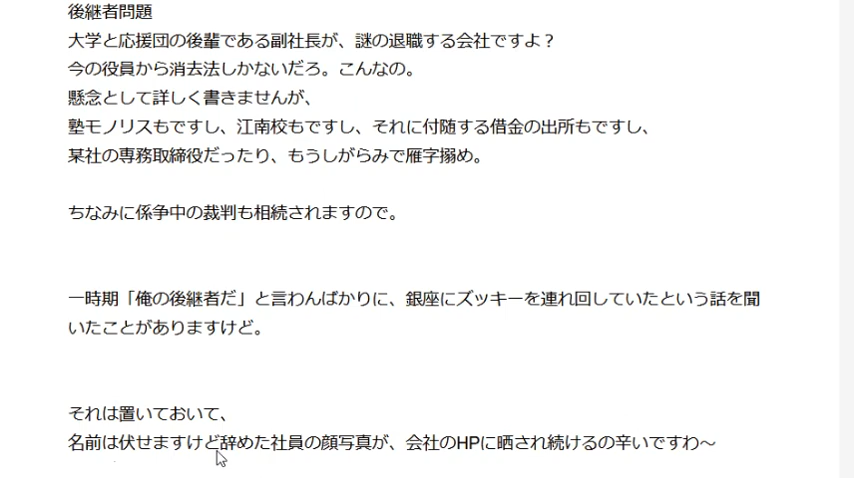 後継者問題
大学と応援団の後輩である副社長が、謎の退職する会社ですよ？
今の役員から消去法しかないだろ。こんなの。
懸念として詳しく書きませんが、
塾モノリスもですし、江南校もですし、それに付随する借金の出所もですし、
某社の専務取締役だったり、もうしがらみで雁字搦め。
ちなみに係争中の裁判も相続されますので。
一時期「俺の後継者だ」と言わんばかりに、銀座にズッキーを連れ回していたという話を聞
いたことがありますけど。
それは置いておいて、
名前は伏せますけど辞めた社員の顔写真が、会社のHPに晒され続けるの辛いですわ～